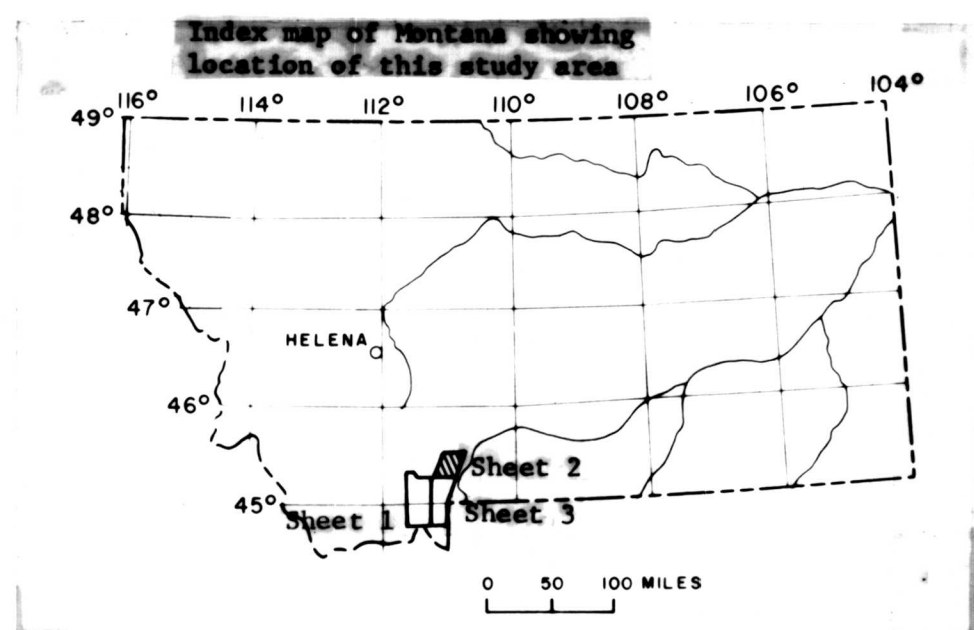 Index map of Montana showing
location of this study area
116°
114°
112°
110°
108°
106°
104°
49°
48°
47°
HELENA
46°
Sheet 2
45°
Sheet 1
Sheet 3
0 50 100 MILES